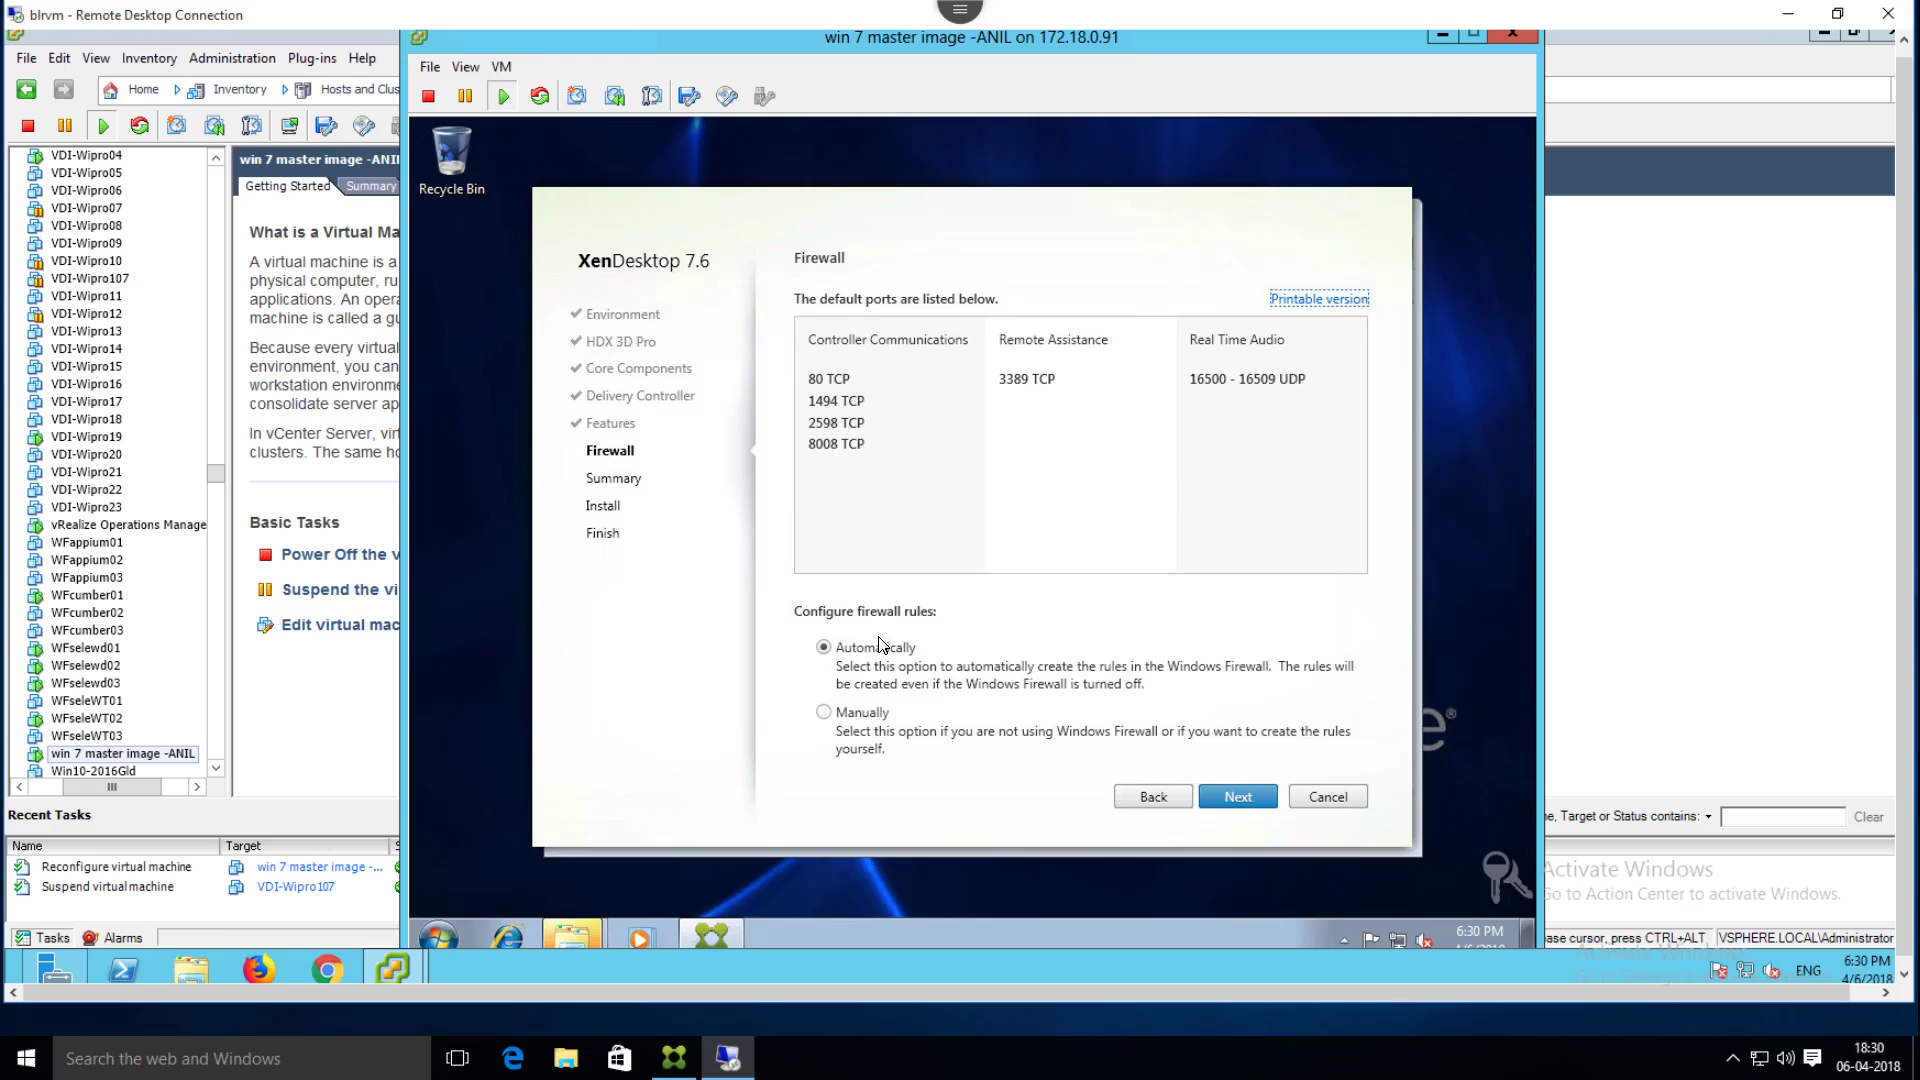 blrvm - Remote Desktop Connection
win 7 master image -ANIL on 172.18.0.91
File Edit View Inventory Administration Plug-ins Help
File View VM
Home Inventory Hosts and Clus
VDI-Wipro04
VDI-Wipro05
VDI-Wipro06
VDI-Wipro07
VDI-Wipro08
VDI-Wipro09
VDI-Wipro10
VDI-Wipro107
VDI-Wipro11
VDI-Wipro12
VDI-Wipro13
VDI-Wipro14
VDI-Wipro15
VDI-Wipro16
VDI-Wipro17
VDI-Wipro18
VDI-Wipro19
VDI-Wipro20
VDI-Wipro21
VDI-Wipro22
VDI-Wipro23
vRealize Operations Manage
WFappium01
WFappium02
WFappium03
WFcumber01
WFcumber02
WFcumber03
WFselewd01
WFselewd02
WFselewd03
WFseleWT01
WFseleWT02
WFseleWT03
win 7 master image -ANIL
Win10-2016Gld
win 7 master image -ANIL
Getting Started Summary
What is a Virtual Ma
A virtual machine is a
physical computer, ru
applications. An opera
machine is called a gu
Because every virtual
environment, you can
workstation environme
consolidate server ap
In vCenter Server, virt
clusters. The same ho
Basic Tasks
Power Off the v
Suspend the vi
Edit virtual mac
Recycle Bin
XenDesktop 7.6
Environment
HDX 3D Pro
Core Components
Delivery Controller
Features
Firewall
Summary
Install
Finish
Firewall
The default ports are listed below.
Printable version
Controller Communications Remote Assistance Real Time Audio
80 TCP 3389 TCP 16500 - 16509 UDP
1494 TCP
2598 TCP
8008 TCP
Configure firewall rules:
Automatically
Select this option to automatically create the rules in the Windows Firewall. The rules will
be created even if the Windows Firewall is turned off.
Manually
Select this option if you are not using Windows Firewall or if you want to create the rules
yourself.
Back Next Cancel
Recent Tasks
e, Target or Status contains: Clear
Name Target S
Reconfigure virtual machine win 7 master image -...
Suspend virtual machine VDI-Wipro107
Activate Windows
Go to Action Center to activate Windows.
Tasks Alarms
6:30 PM
4/6/2018
ase cursor, press CTRL+ALT VSPHERE.LOCAL\Administrator
ENG
6:30 PM
4/6/2018
Search the web and Windows
18:30
06-04-2018